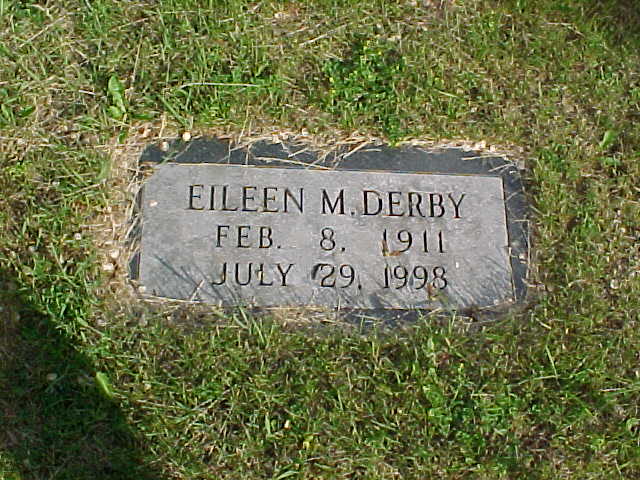 EILEEN M. DERBY
FEB. 8, 1911
JULY 29, 1998